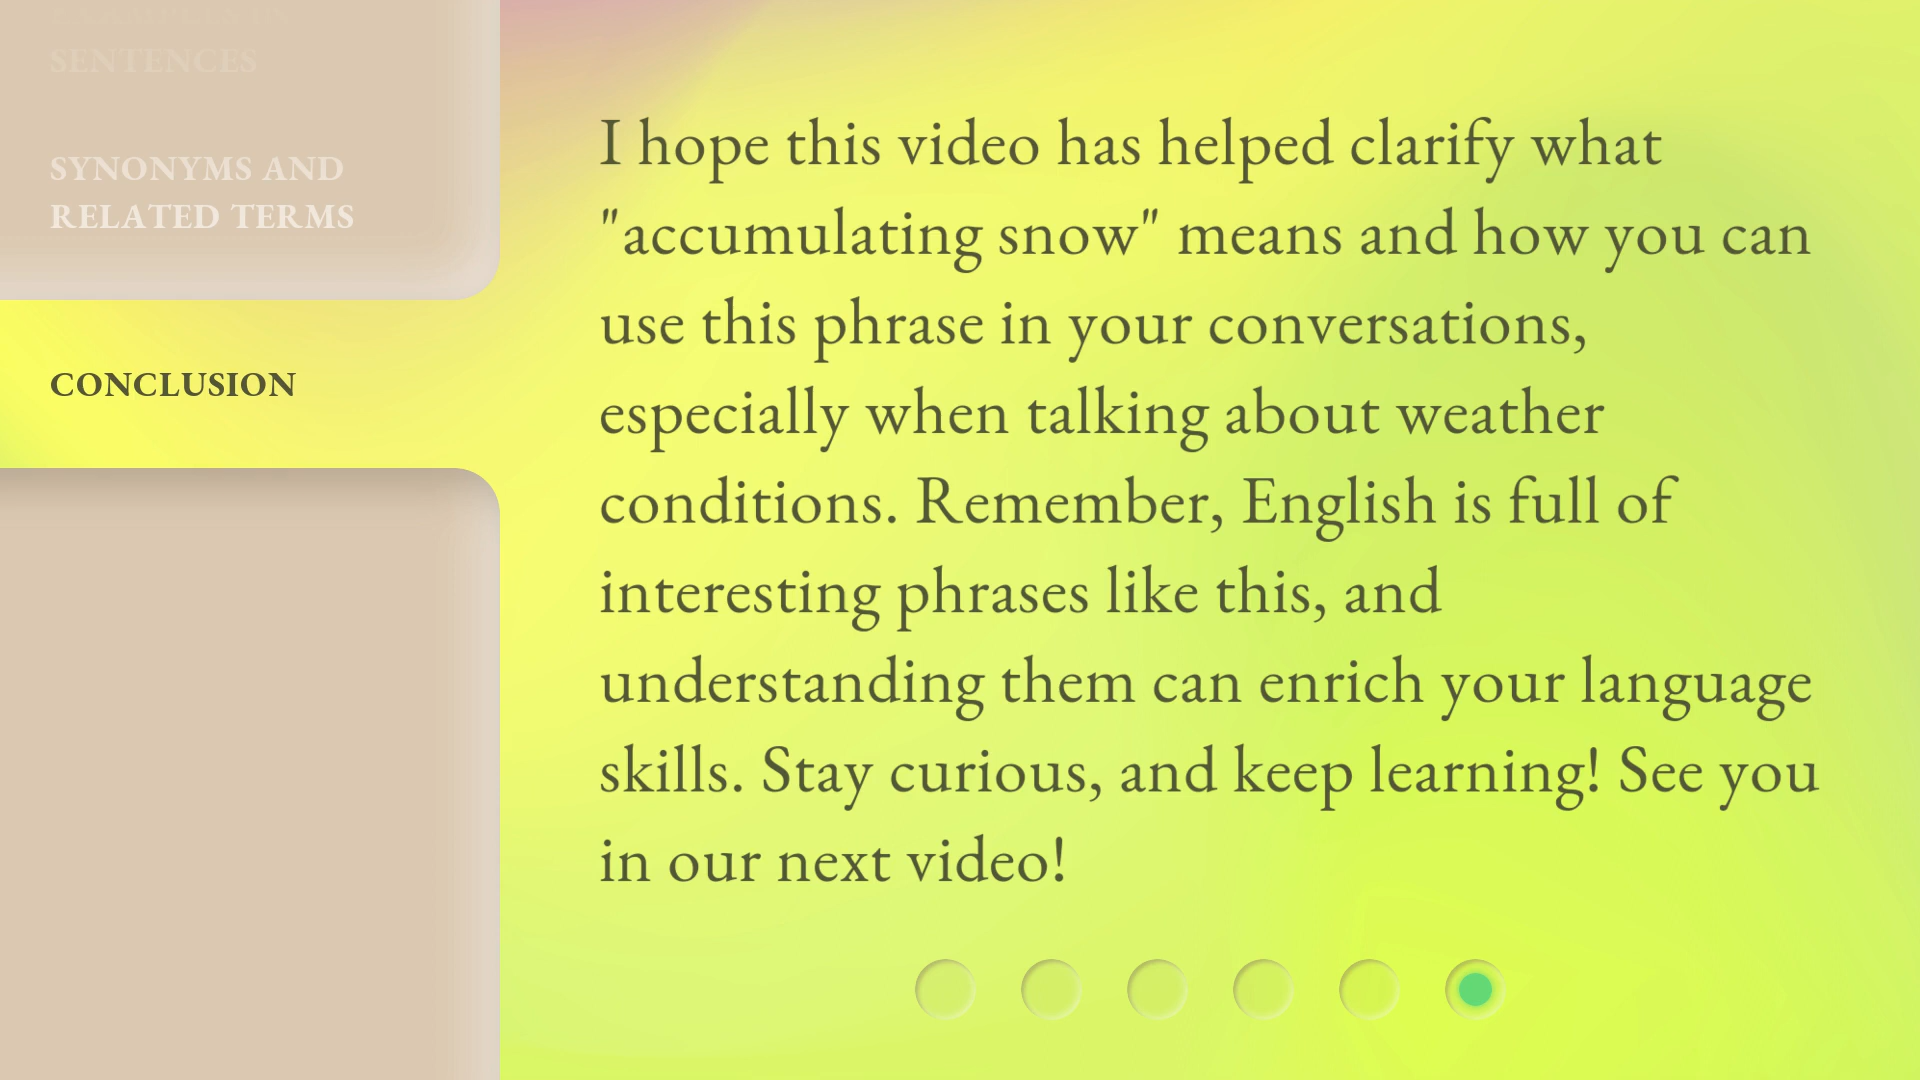 EXAMPLES IN
SENTENCES
SYNONYMS AND
RELATED TERMS
CONCLUSION
I hope this video has helped clarify what
"accumulating snow" means and how you can
use this phrase in your conversations,
especially when talking about weather
conditions. Remember, English is full of
interesting phrases like this, and
understanding them can enrich your language
skills. Stay curious, and keep learning! See you
in our next video!